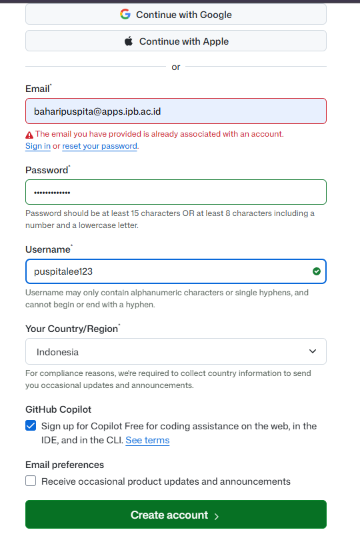 Continue with Google
Continue with Apple
or
Email*
baharipuspita@apps.ipb.ac.id
The email you have provided is already associated with an account.
Sign in or reset your password.
Password*
•••••••••••••
Password should be at least 15 characters OR at least 8 characters including a
number and a lowercase letter.
Username*
puspitalee123
Username may only contain alphanumeric characters or single hyphens, and
cannot begin or end with a hyphen.
Your Country/Region*
Indonesia
For compliance reasons, we're required to collect country information to send
you occasional updates and announcements.
GitHub Copilot
Sign up for Copilot Free for coding assistance on the web, in the
IDE, and in the CLI. See terms
Email preferences
Receive occasional product updates and announcements
Create account >